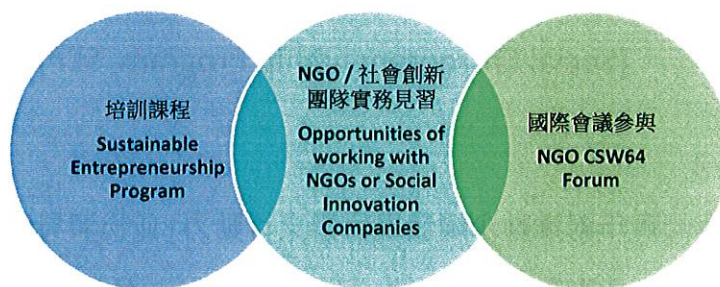 培訓課程
Sustainable
Entrepreneurship
Program
NGO / 社會創新
團隊實務見習
Opportunities of
working with
NGOs or Social
Innovation
Companies
國際會議參與
NGO CSW64
Forum